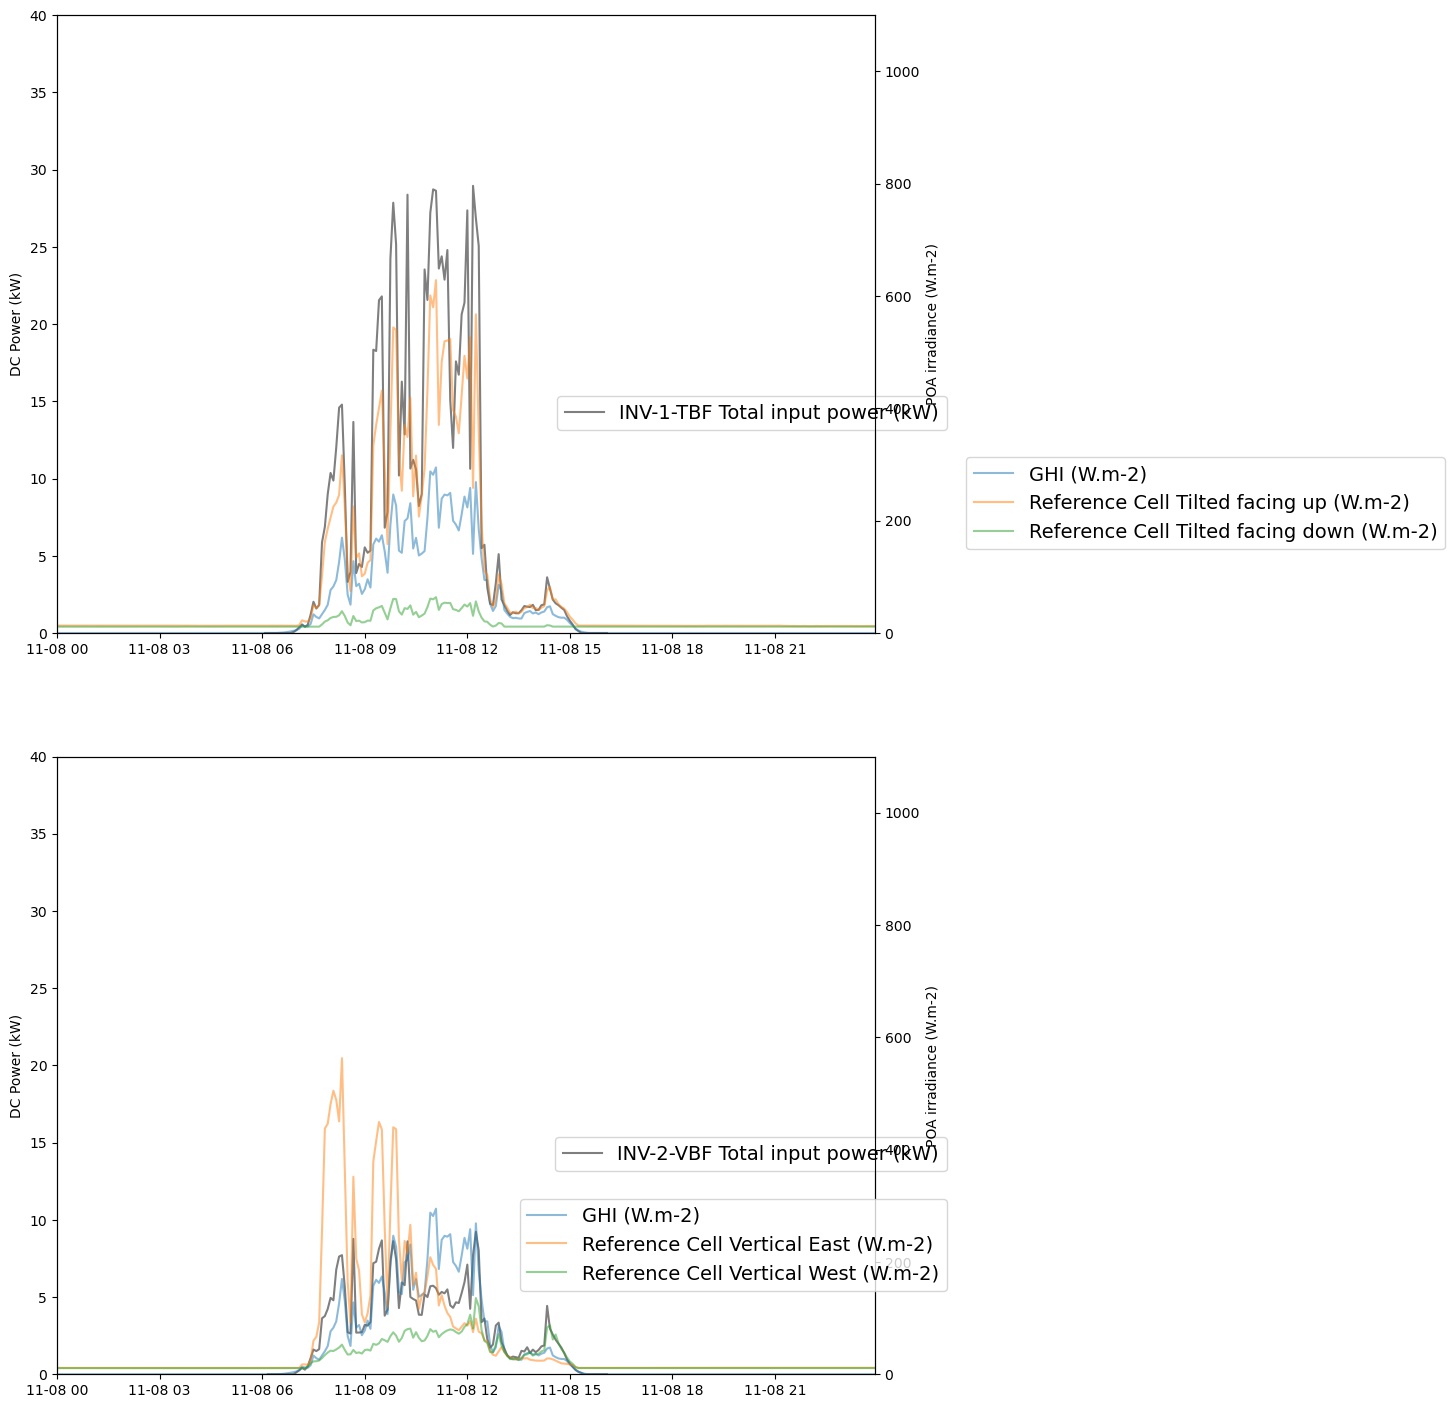 40
35
30
25
20
15
10
5
0
DC Power (kW)
1000
800
600
400
200
0
POA irradiance (W.m-2)
INV-1-TBF Total input power (kW)
GHI (W.m-2)
Reference Cell Tilted facing up (W.m-2)
Reference Cell Tilted facing down (W.m-2)
11-08 00 11-08 03 11-08 06 11-08 09 11-08 12 11-08 15 11-08 18 11-08 21
40
35
30
25
20
15
10
5
0
DC Power (kW)
1000
800
600
400
200
0
POA irradiance (W.m-2)
INV-2-VBF Total input power (kW)
GHI (W.m-2)
Reference Cell Vertical East (W.m-2)
Reference Cell Vertical West (W.m-2)
11-08 00 11-08 03 11-08 06 11-08 09 11-08 12 11-08 15 11-08 18 11-08 21